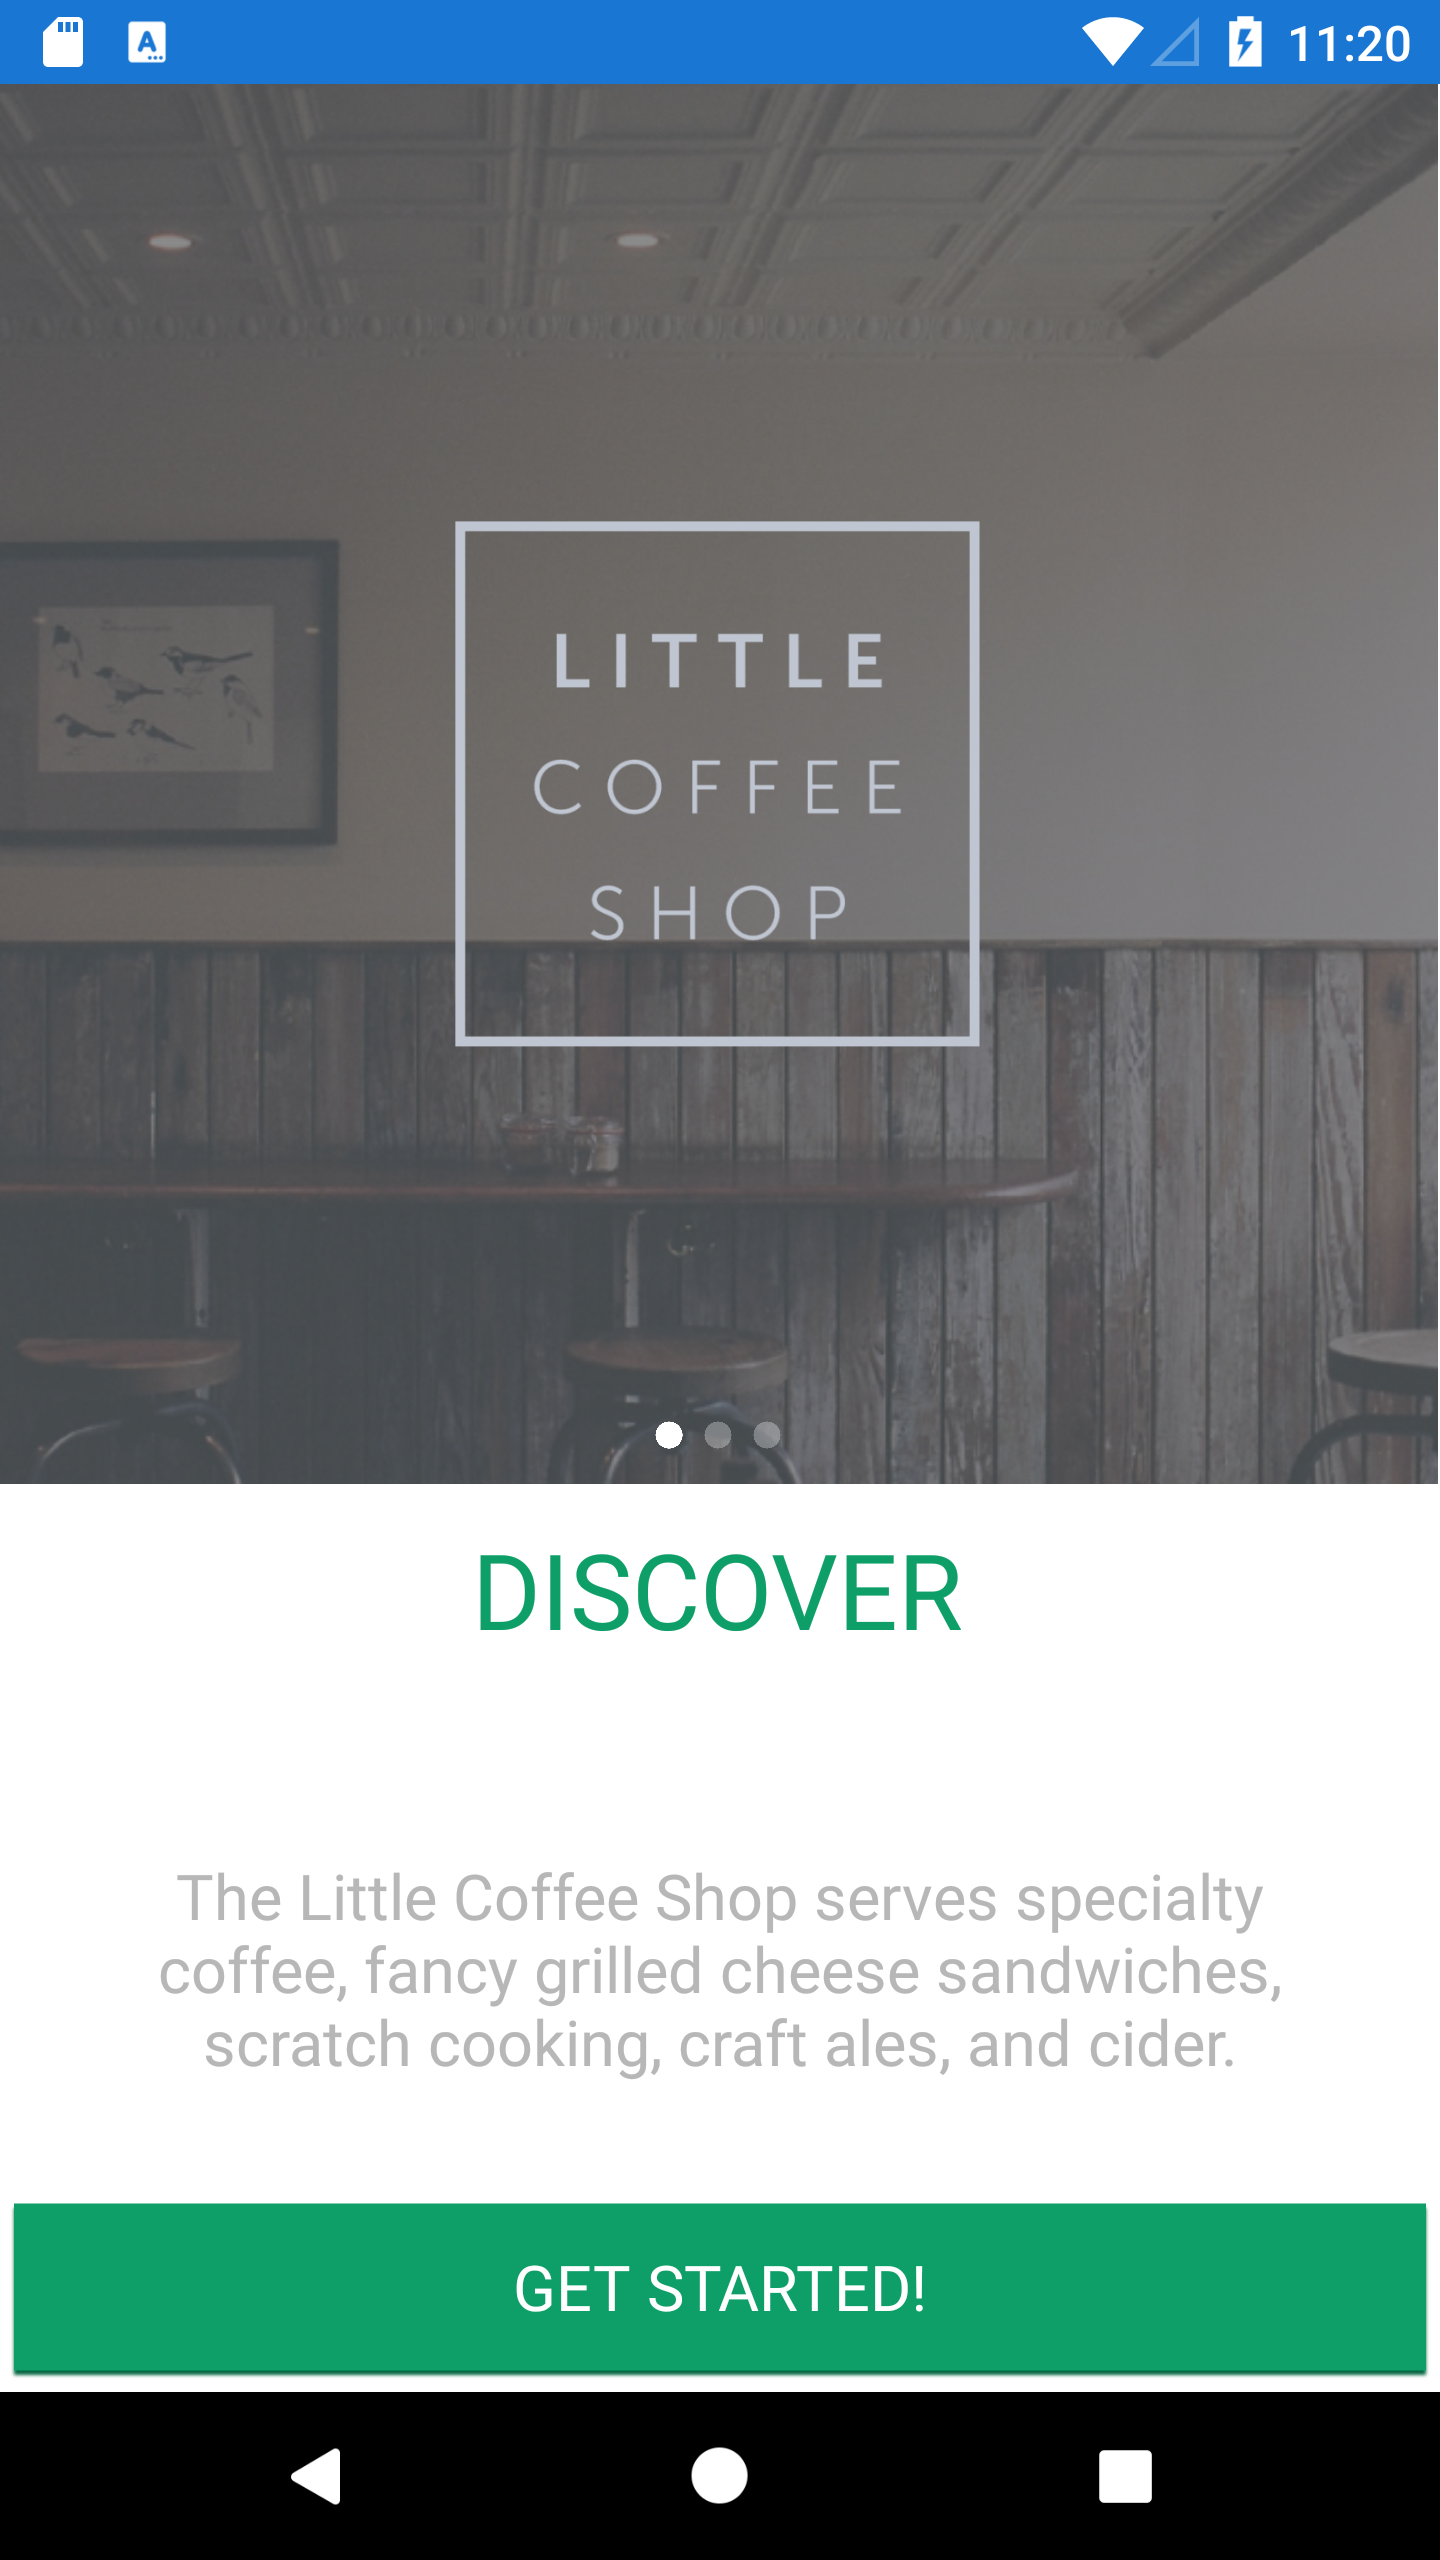 11:20
LITTLE
COFFEE
SHOP
DISCOVER
The Little Coffee Shop serves specialty
coffee, fancy grilled cheese sandwiches,
scratch cooking, craft ales, and cider.
GET STARTED!